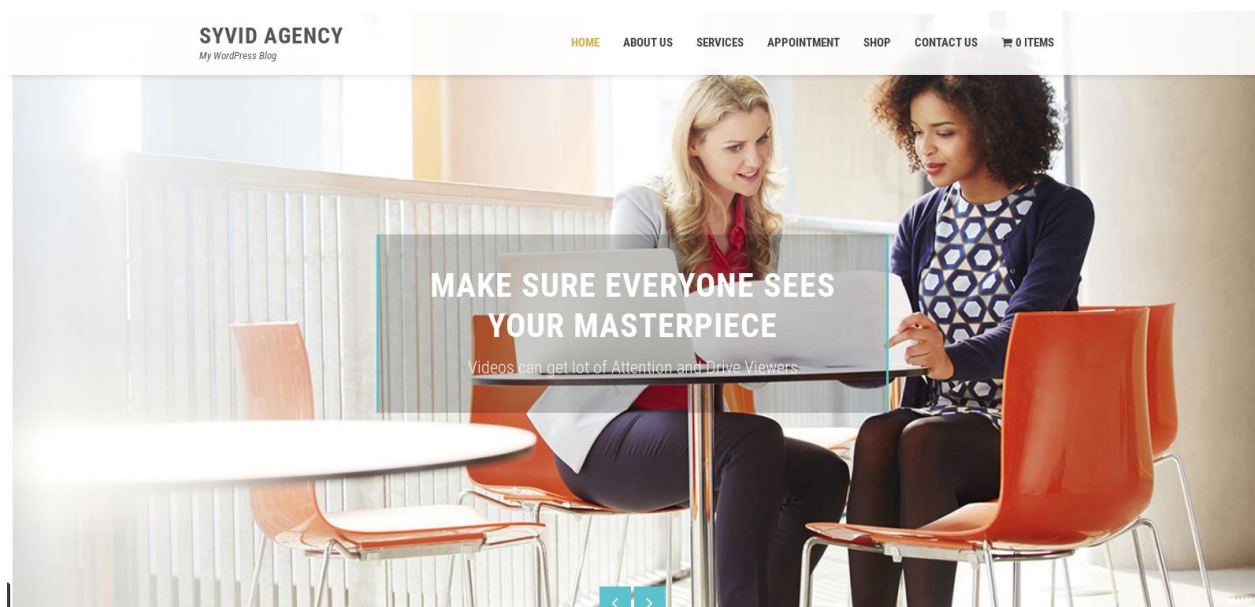 SYVID AGENCY
My WordPress Blog
HOME ABOUT US SERVICES APPOINTMENT SHOP CONTACT US 0 ITEMS
MAKE SURE EVERYONE SEES
YOUR MASTERPIECE
Videos can get lot of Attention and Drive Viewers